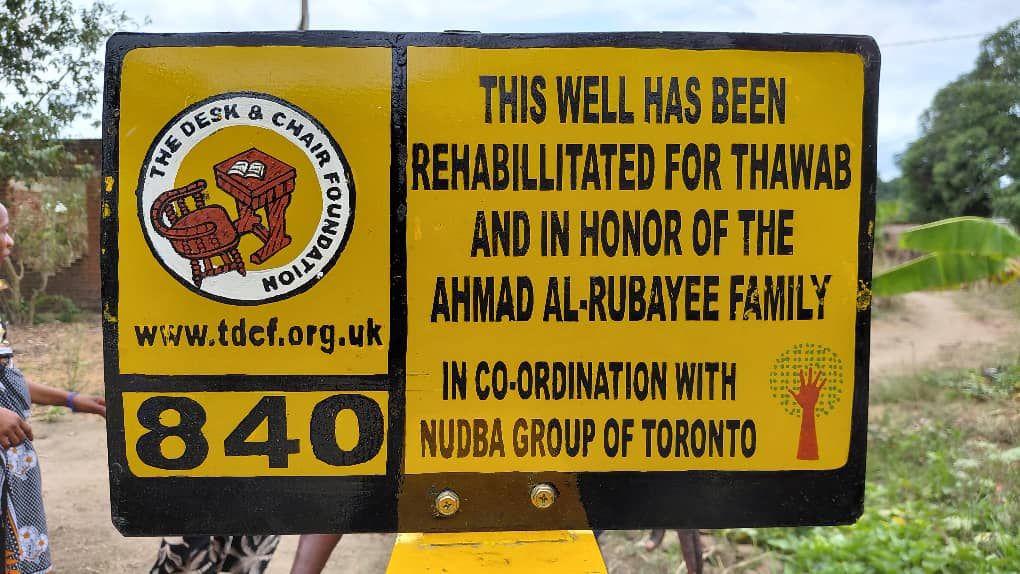 THE DESK & CHAIR FOUNDATION
www.tdcf.org.uk
840
THIS WELL HAS BEEN
REHABILLITATED FOR THAWAB
AND IN HONOR OF THE
AHMAD AL-RUBAYEE FAMILY
IN CO-ORDINATION WITH
NUDBA GROUP OF TORONTO